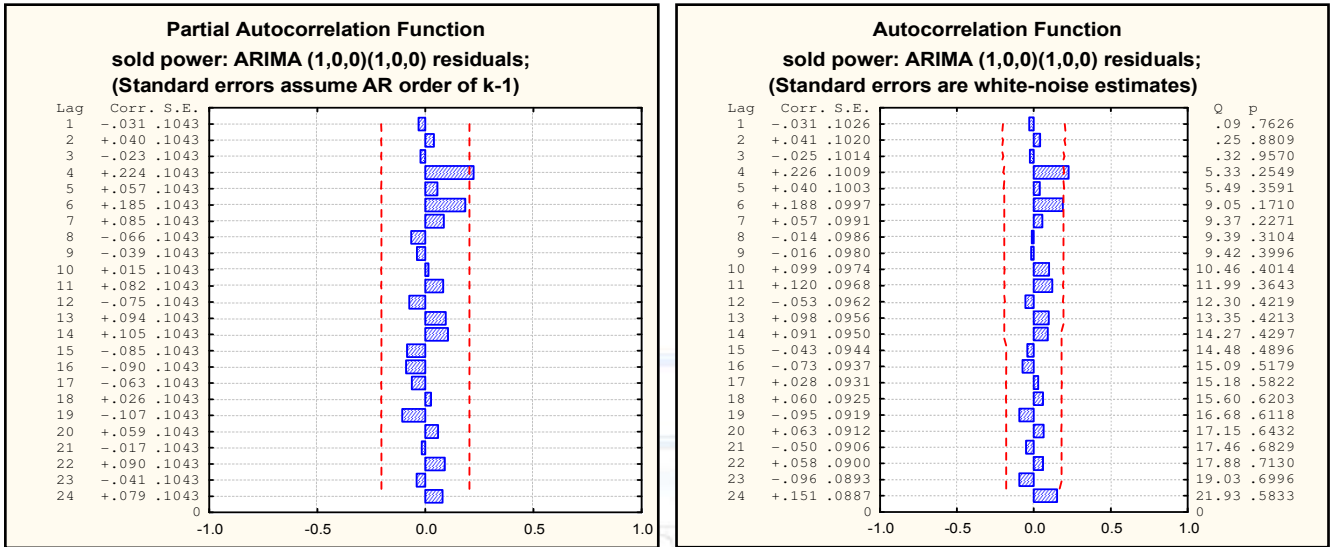 Partial Autocorrelation Function
sold power: ARIMA (1,0,0)(1,0,0) residuals;
(Standard errors assume AR order of k-1)
Lag Corr. S.E.
1 -.031 .1043
2 +.040 .1043
3 -.023 .1043
4 +.224 .1043
5 +.057 .1043
6 +.185 .1043
7 +.085 .1043
8 -.066 .1043
9 -.039 .1043
10 +.015 .1043
11 +.082 .1043
12 -.075 .1043
13 +.094 .1043
14 +.105 .1043
15 -.085 .1043
16 -.090 .1043
17 -.063 .1043
18 +.026 .1043
19 -.107 .1043
20 +.059 .1043
21 -.017 .1043
22 +.090 .1043
23 -.041 .1043
24 +.079 .1043
0
-1.0 -0.5 0.0 0.5 1.0
Autocorrelation Function
sold power: ARIMA (1,0,0)(1,0,0) residuals;
(Standard errors are white-noise estimates)
Lag Corr. S.E. Q p
1 -.031 .1026 .09 .7626
2 +.041 .1020 .25 .8809
3 -.025 .1014 .32 .9570
4 +.226 .1009 5.33 .2549
5 +.040 .1003 5.49 .3591
6 +.188 .0997 9.05 .1710
7 +.057 .0991 9.37 .2271
8 -.014 .0986 9.39 .3104
9 -.016 .0980 9.42 .3996
10 +.099 .0974 10.46 .4014
11 +.120 .0968 11.99 .3643
12 -.053 .0962 12.30 .4219
13 +.098 .0956 13.35 .4213
14 +.091 .0950 14.27 .4297
15 -.043 .0944 14.48 .4896
16 -.073 .0937 15.09 .5179
17 +.028 .0931 15.18 .5822
18 +.060 .0925 15.60 .6203
19 -.095 .0919 16.68 .6118
20 +.063 .0912 17.15 .6432
21 -.050 .0906 17.46 .6829
22 +.058 .0900 17.88 .7130
23 -.096 .0893 19.03 .6996
24 +.151 .0887 21.93 .5833
0 0
-1.0 -0.5 0.0 0.5 1.0